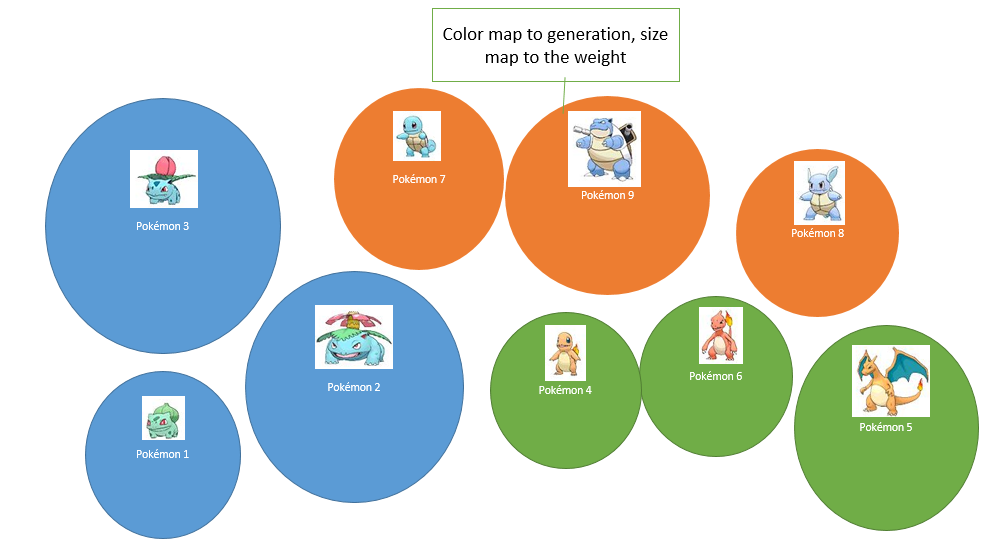 Color map to generation, size
map to the weight
Pokémon 7
Pokémon 9
Pokémon 3
Pokémon 8
Pokémon 2
Pokémon 4
Pokémon 6
Pokémon 5
Pokémon 1